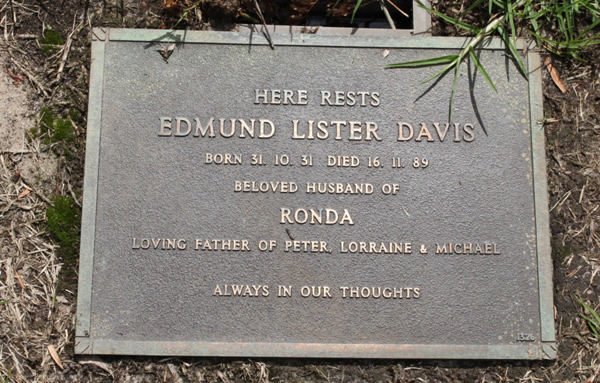 HERE RESTS
EDMUND LISTER DAVIS
BORN 31. 10. 31 DIED 16. 11. 89
BELOVED HUSBAND OF
RONDA
LOVING FATHER OF PETER, LORRAINE & MICHAEL
ALWAYS IN OUR THOUGHTS
1326